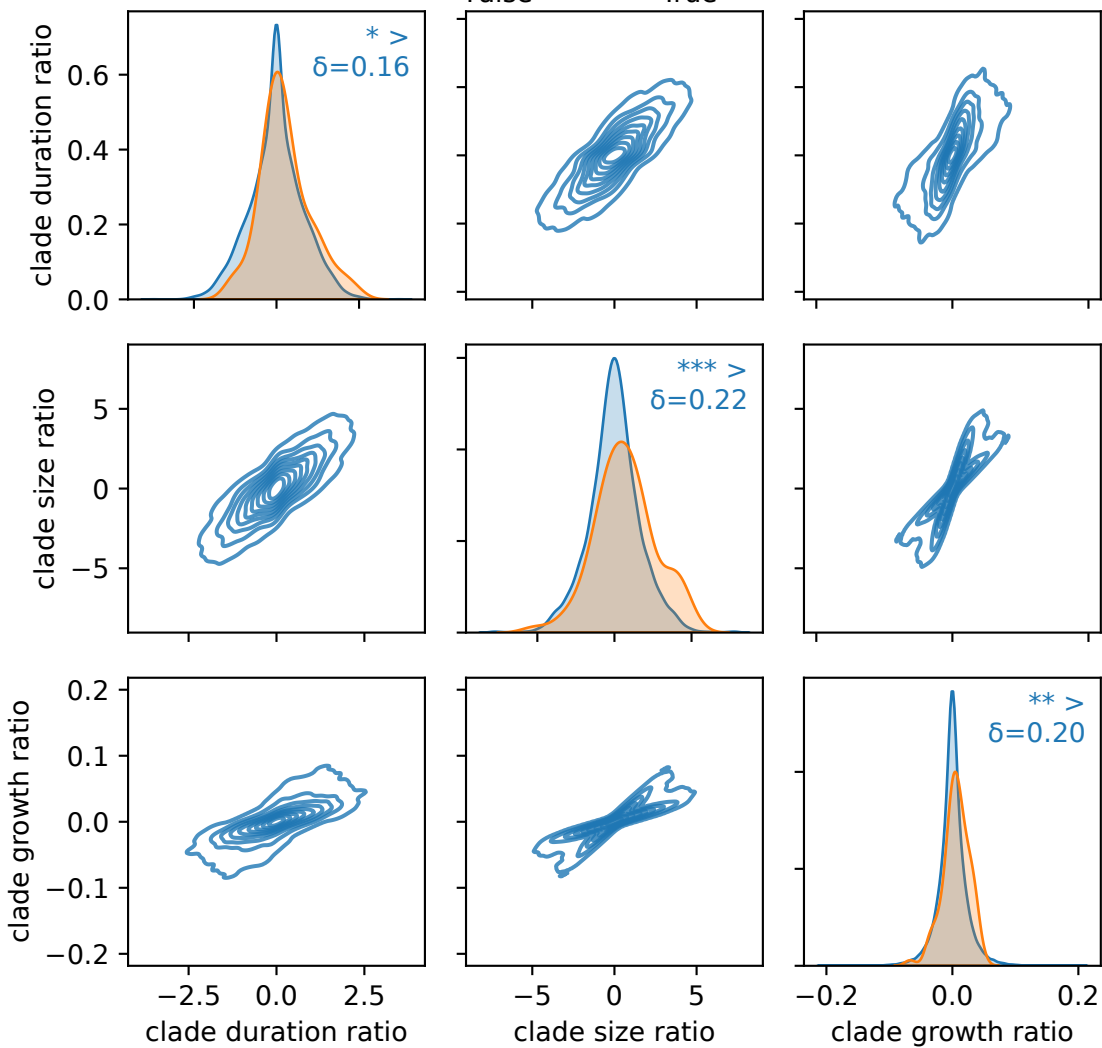 True
clade duration ratio
0.6
0.4
0.2
0.0
* >
δ=0.16
clade size ratio
5
0
−5
*** >
δ=0.22
clade growth ratio
0.2
0.1
0.0
−0.1
−0.2
** >
δ=0.20
−2.5
0.0
2.5
−5
0
5
−0.2
0.0
0.2
clade duration ratio
clade size ratio
clade growth ratio